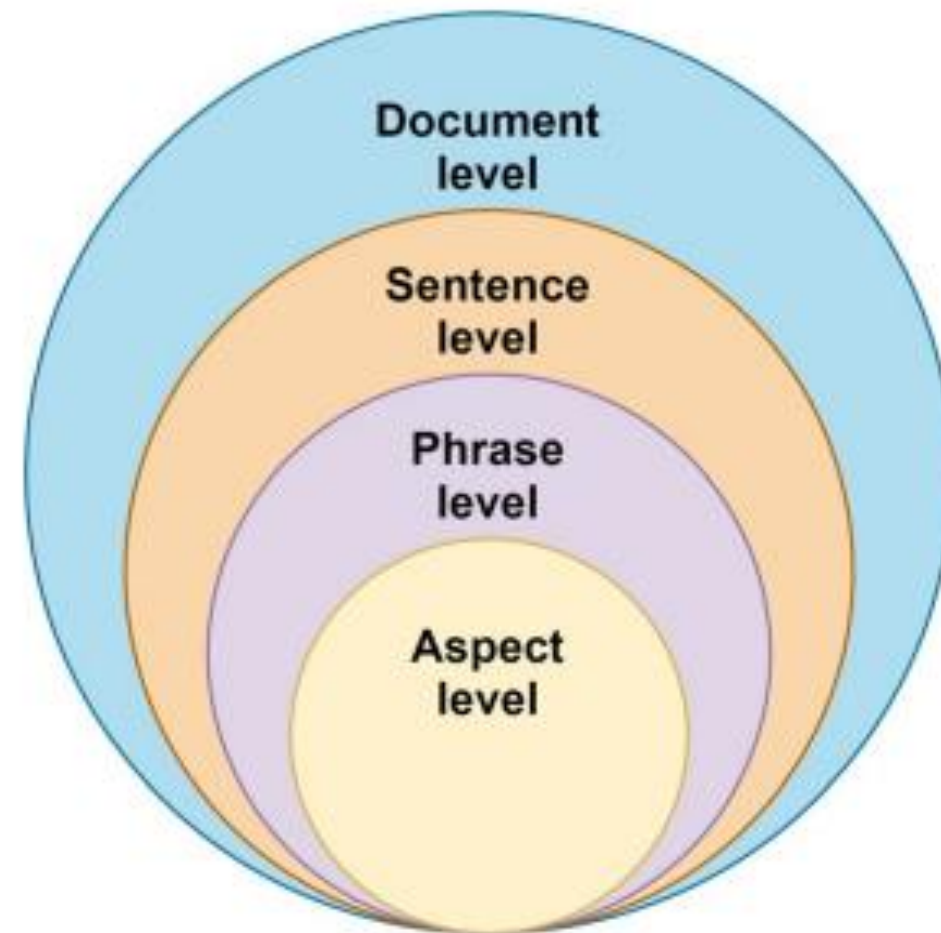 Document
level
Sentence
level
Phrase
level
Aspect
level